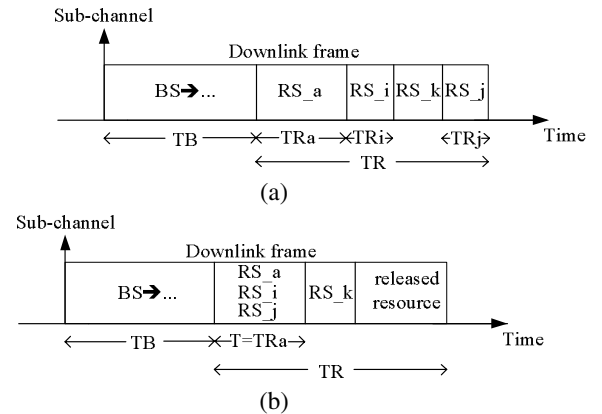 Sub-channel
Downlink frame
BS➔... RS_a RS_i RS_k RS_j
Time
TB TRa TRi TRj
TR
(a)
Sub-channel
Downlink frame
BS➔... RS_a RS_k released
RS_i resource
RS_j
Time
TB T=TRa
TR
(b)